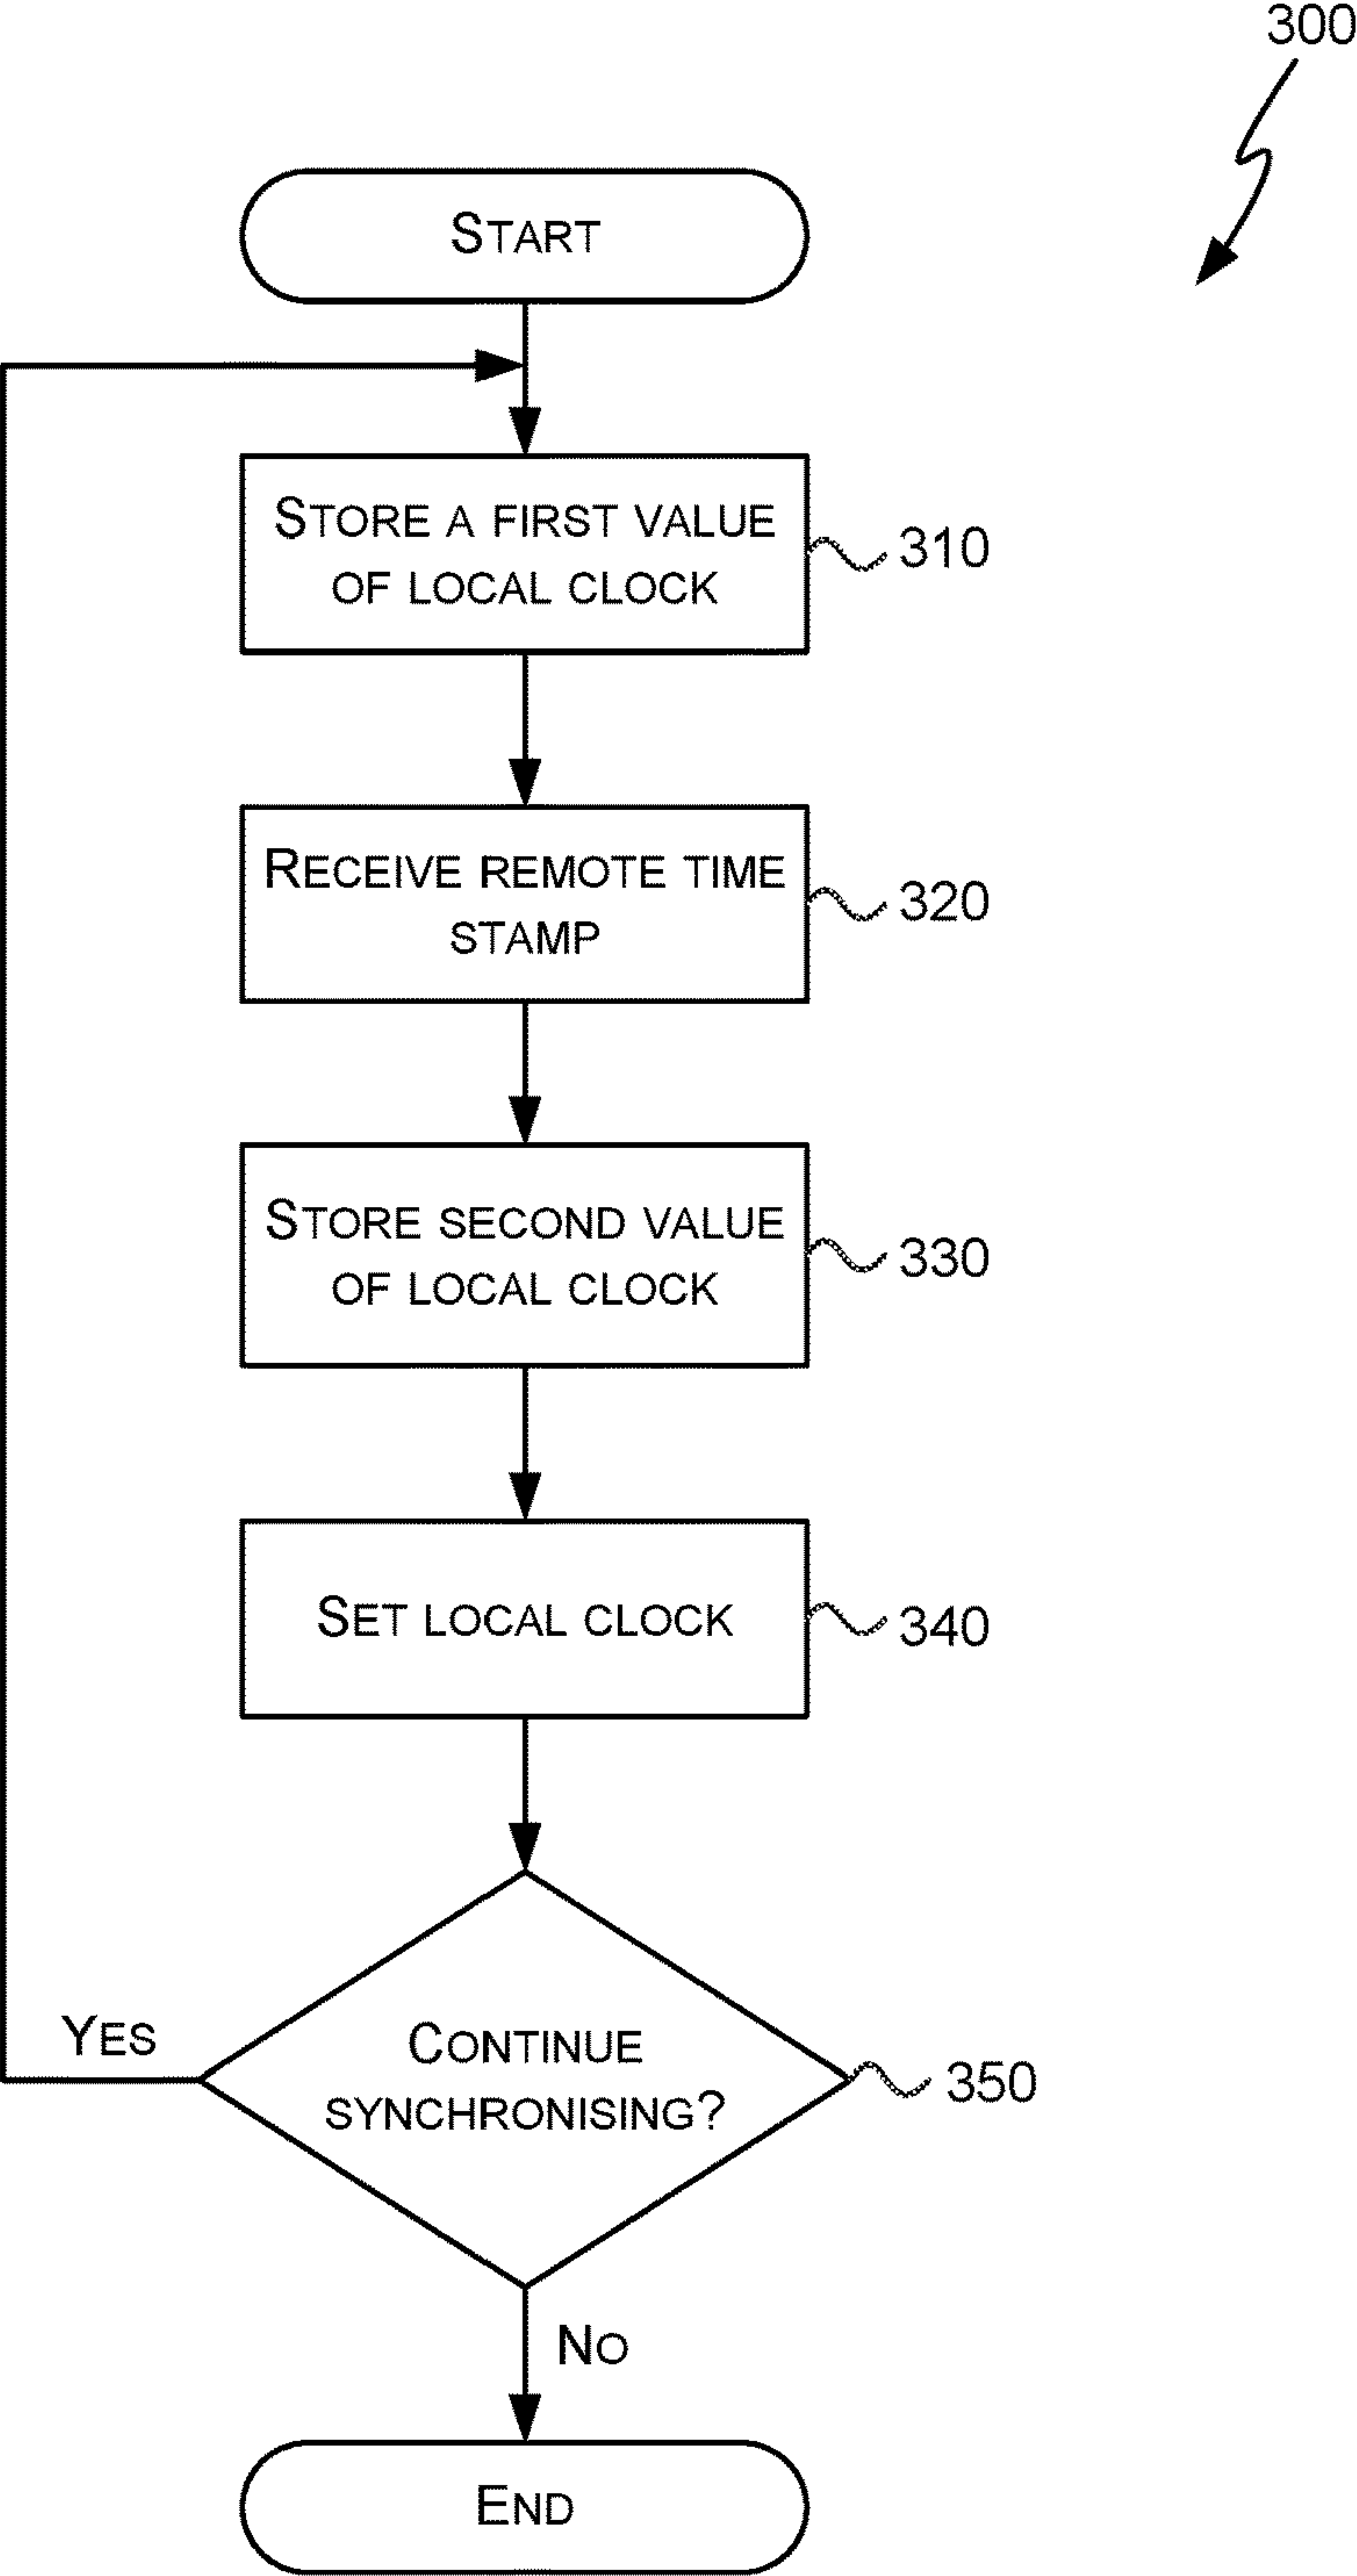 300
START
STORE A FIRST VALUE
OF LOCAL CLOCK
310
RECEIVE REMOTE TIME
STAMP
320
STORE SECOND VALUE
OF LOCAL CLOCK
330
SET LOCAL CLOCK
340
YES
CONTINUE
SYNCHRONISING?
350
NO
END